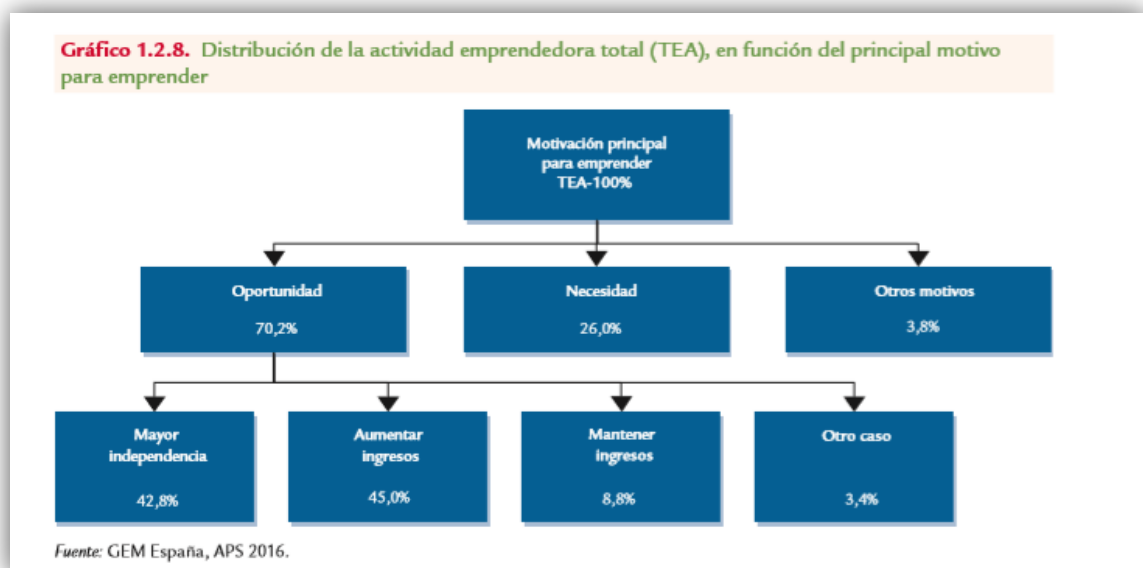 Gráfico 1.2.8. Distribución de la actividad emprendedora total (TEA), en función del principal motivo
para emprender
Motivación principal
para emprender
TEA-100%
Oportunidad
70,2%
Necesidad
26,0%
Otros motivos
3,8%
Mayor
independencia
42,8%
Aumentar
ingresos
45,0%
Mantener
ingresos
8,8%
Otro caso
3,4%
Fuente: GEM España, APS 2016.